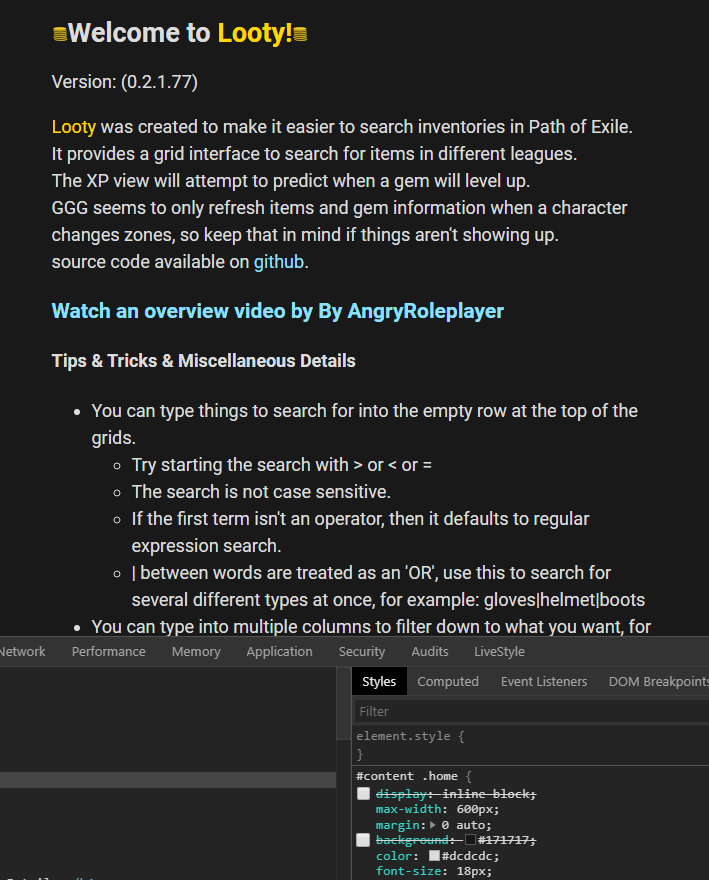 Welcome to Looty!
Version: (0.2.1.77)
Looty was created to make it easier to search inventories in Path of Exile.
It provides a grid interface to search for items in different leagues.
The XP view will attempt to predict when a gem will level up.
GGG seems to only refresh items and gem information when a character
changes zones, so keep that in mind if things aren't showing up.
source code available on github.
Watch an overview video by By AngryRoleplayer
Tips & Tricks & Miscellaneous Details
• You can type things to search for into the empty row at the top of the
grids.
○ Try starting the search with > or < or =
○ The search is not case sensitive.
○ If the first term isn't an operator, then it defaults to regular
expression search.
○ | between words are treated as an 'OR', use this to search for
several different types at once, for example: gloves|helmet|boots
• You can type into multiple columns to filter down to what you want, for
Network Performance Memory Application Security Audits LiveStyle
Styles Computed Event Listeners DOM Breakpoints
Filter
element.style {
}
#content .home {
display: inline-block;
max-width: 600px;
margin: 0 auto;
background: #171717;
color: #dcdcdc;
font-size: 18px;